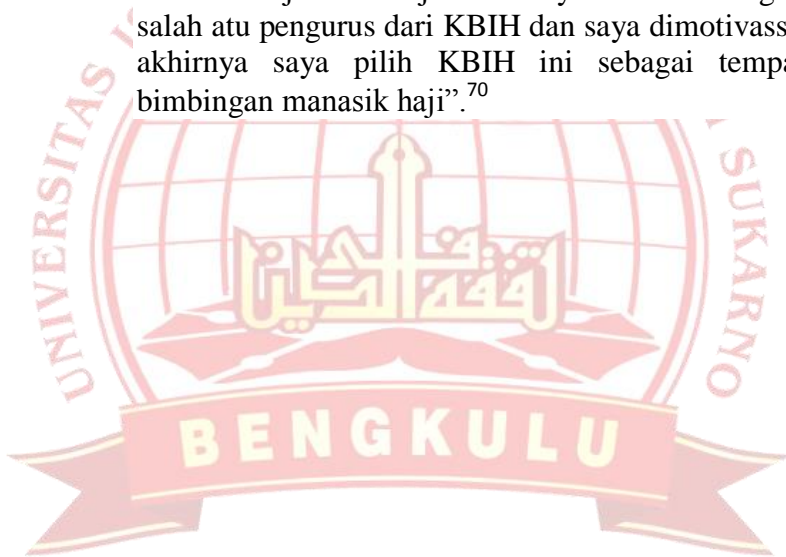 salah atu pengurus dari KBIH dan saya dimotivass
akhirnya saya pilih KBIH ini sebagai tempa
bimbingan manasik haji”.70
UNIVERSITAS
SUKARNO
BENGKULU